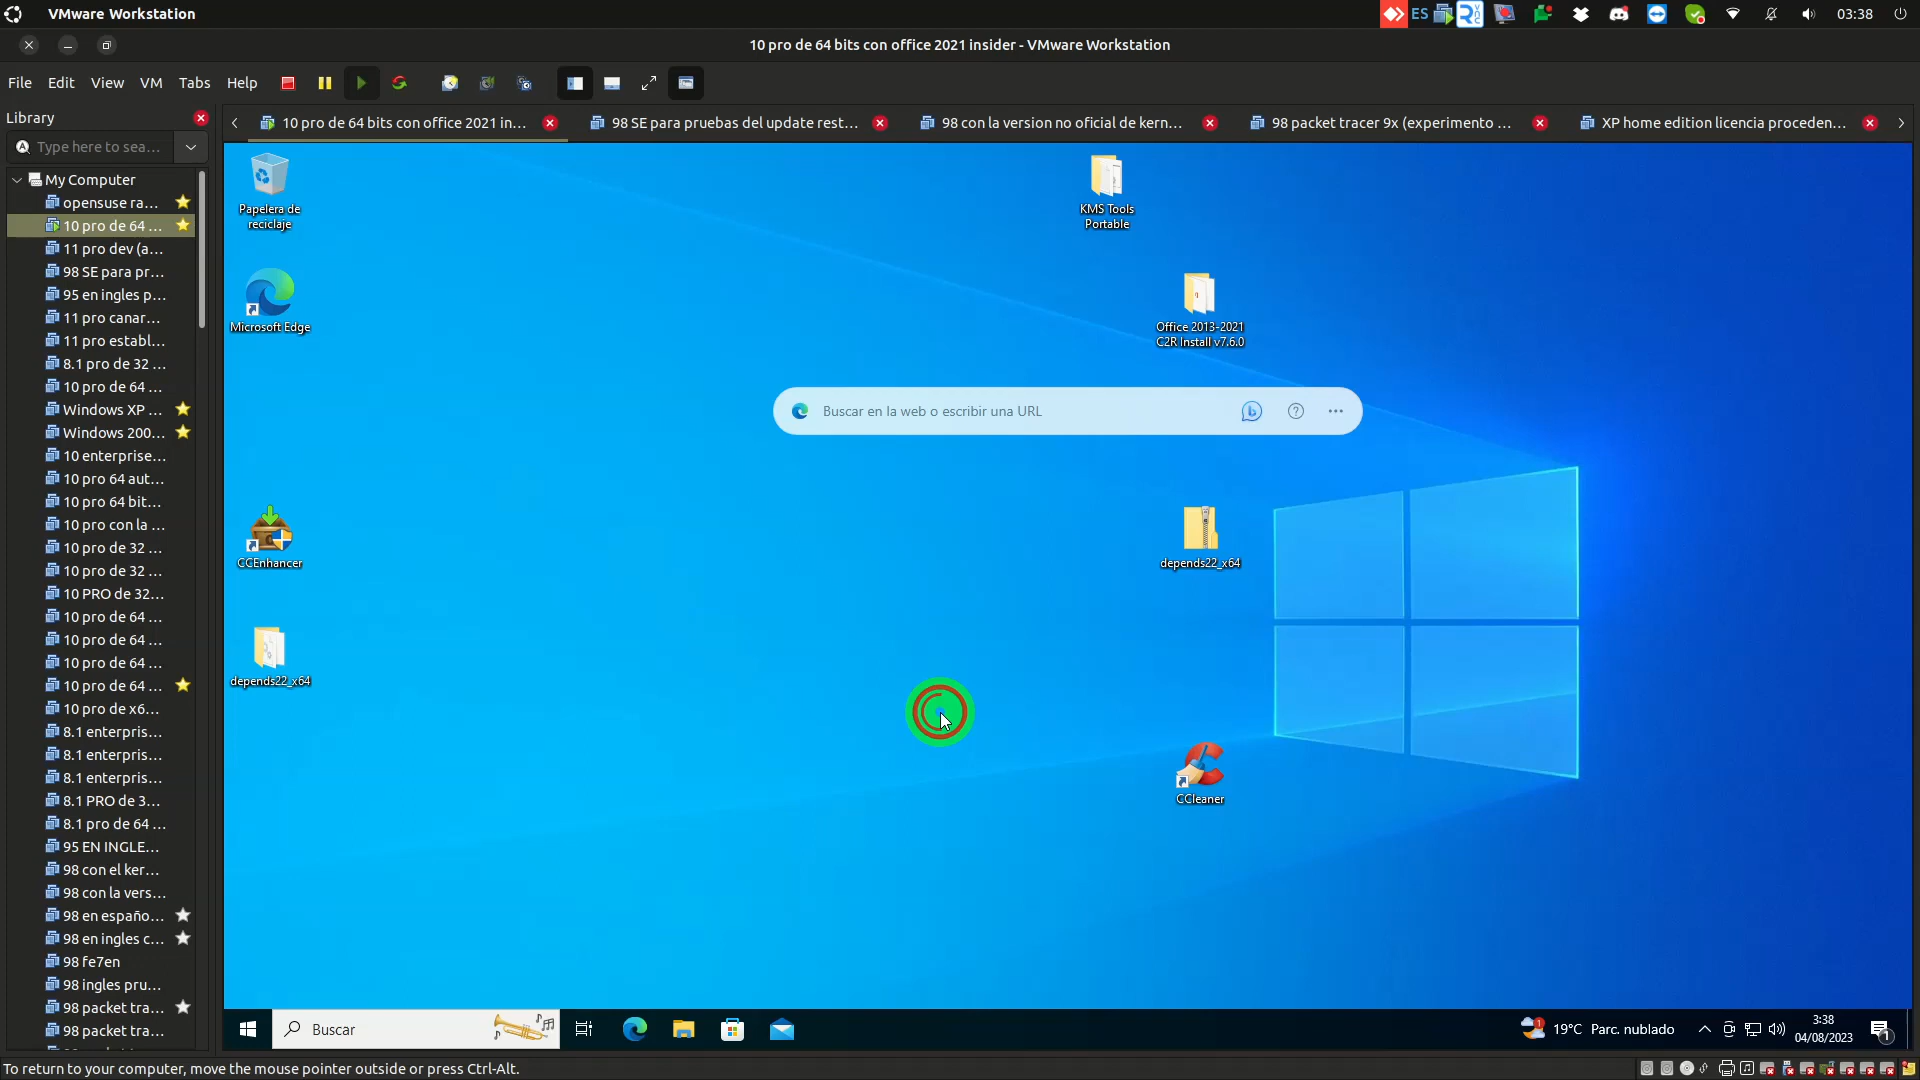 VMware Workstation
ES
03:38
10 pro de 64 bits con office 2021 insider - VMware Workstation
File Edit View VM Tabs Help
Library
Type here to sea...
10 pro de 64 bits con office 2021 in...
98 SE para pruebas del update rest...
98 con la version no oficial de kern...
98 packet tracer 9x (experimento ...
XP home edition licencia proceden...
My Computer
opensuse ra...
10 pro de 64 ...
11 pro dev (a...
98 SE para pr...
95 en ingles p...
11 pro canar...
11 pro establ...
8.1 pro de 32 ...
10 pro de 64 ...
Windows XP ...
Windows 200...
10 enterprise...
10 pro 64 aut...
10 pro 64 bit...
10 pro con la ...
10 pro de 32 ...
10 pro de 32 ...
10 PRO de 32...
10 pro de 64 ...
10 pro de 64 ...
10 pro de 64 ...
10 pro de 64 ...
10 pro de x6...
8.1 enterpris...
8.1 enterpris...
8.1 enterpris...
8.1 PRO de 3...
8.1 pro de 64 ...
95 EN INGLE...
98 con el ker...
98 con la vers...
98 en españo...
98 en ingles c...
98 fe7en
98 ingles pru...
98 packet tra...
98 packet tra...
Papelera de
reciclaje
KMS Tools
Portable
Microsoft Edge
Office 2013-2021
C2R Install v7.6.0
Buscar en la web o escribir una URL
CCEnhancer
depends22_x64
depends22_x64
CCleaner
Buscar
19°C Parc. nublado
3:38
04/08/2023
1
To return to your computer, move the mouse pointer outside or press Ctrl-Alt.